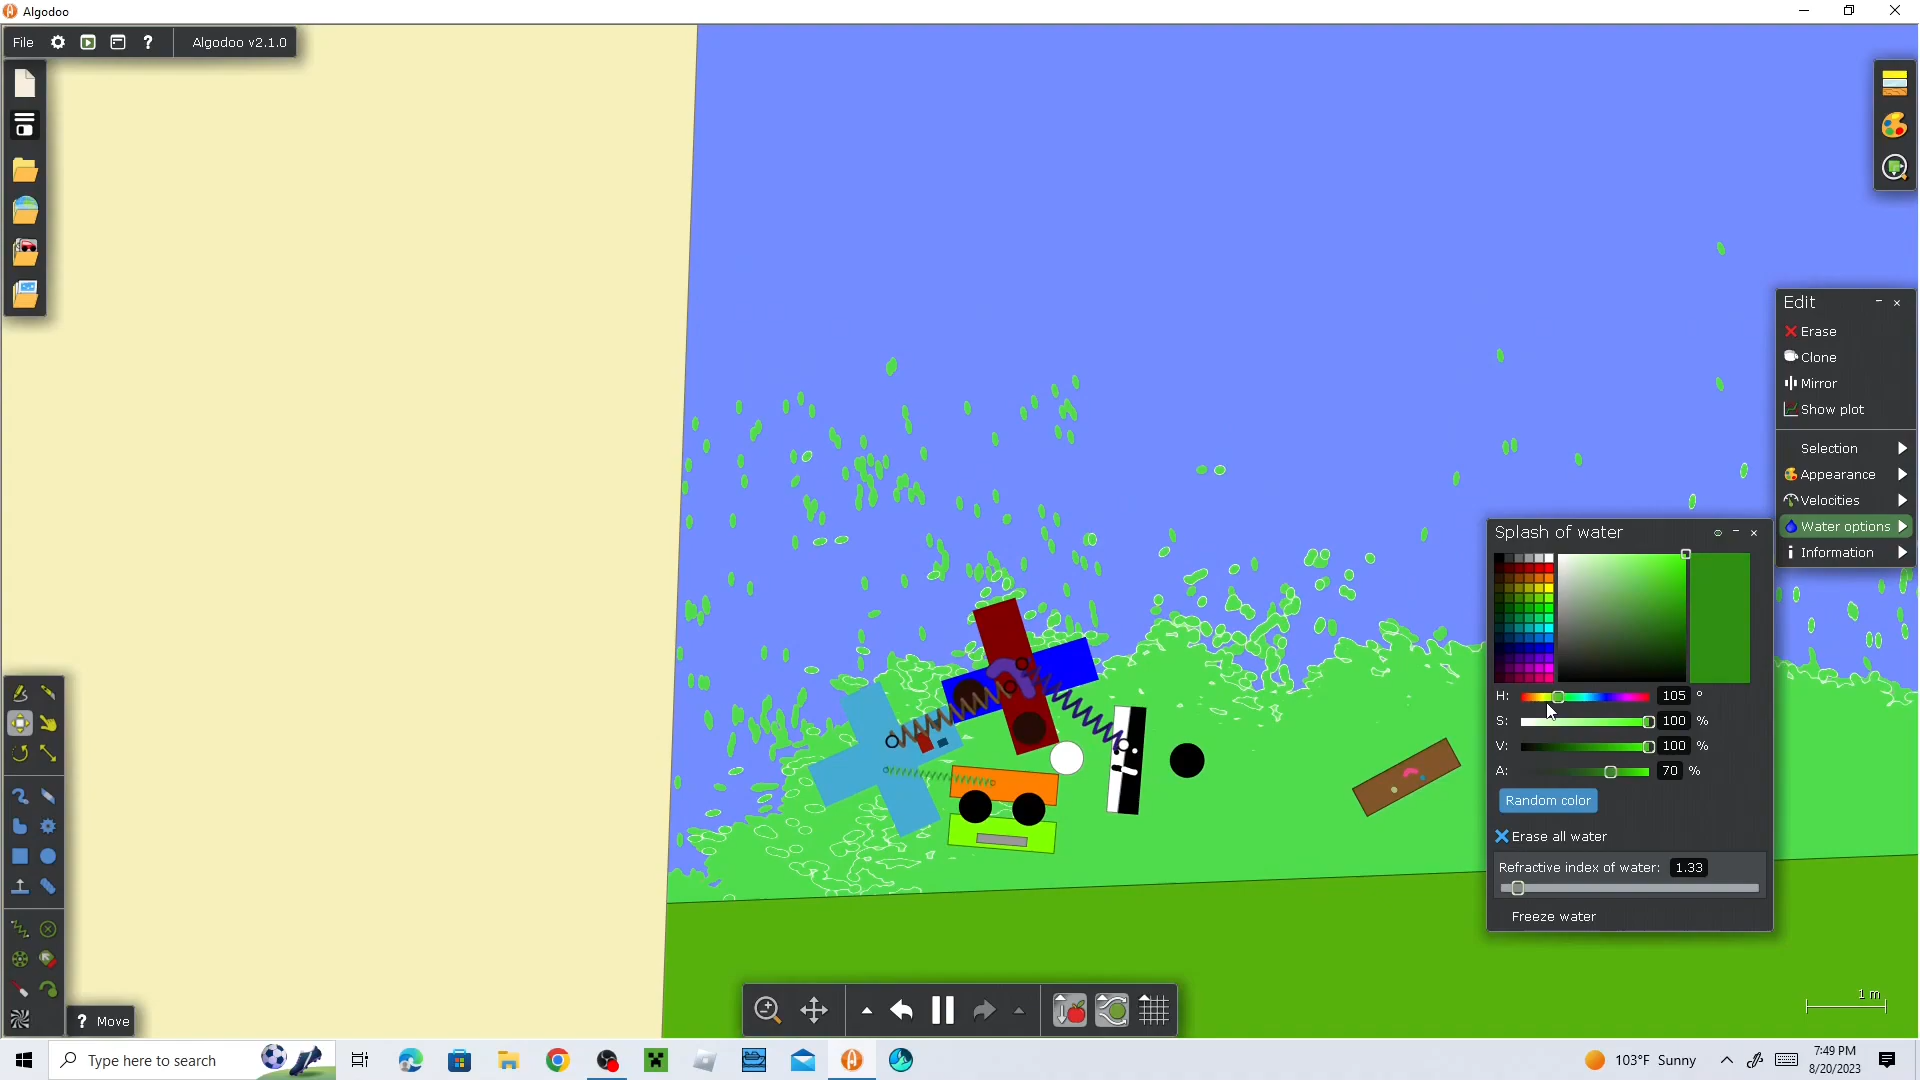 Algodoo
File
?
Algodoo v2.1.0
Edit
Erase
Clone
Mirror
Show plot
Selection
Appearance
Velocities
Water options
Information
Splash of water
H: 105 °
S: 100 %
V: 100 %
A: 70 %
Random color
Erase all water
Refractive index of water: 1.33
Freeze water
1 m
? Move
Type here to search
103°F Sunny
7:49 PM
8/20/2023